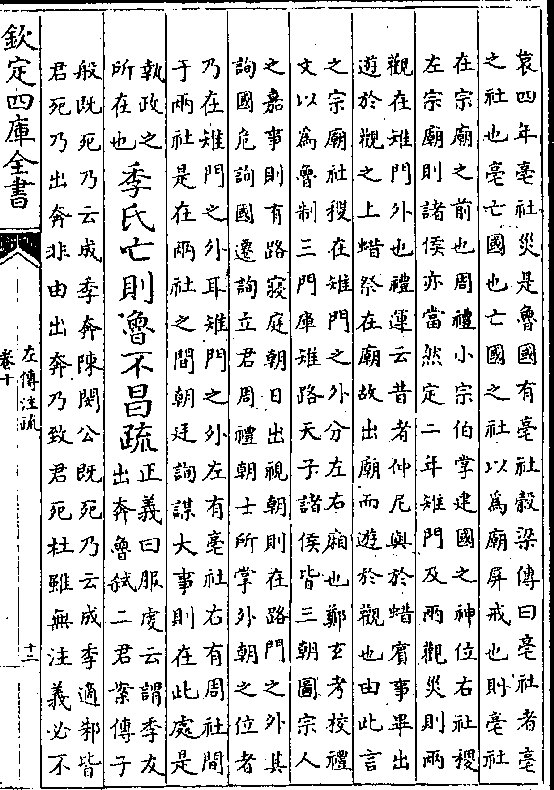 哀四年亳社災是魯國有亳社榖梁傳曰亳社者亳
之社也亳亡國也亡國之社以為廟屏戒也則亳社
在宗廟之前也周禮小宗伯掌建國之神位右社稷
左宗廟則諸侯亦當然定二年雉門及兩觀災則兩
觀在雉門外也禮運云昔者仲尼與於蜡賓事畢出
遊於觀之上蜡祭在廟故出廟而遊於觀也由此言
之宗廟社稷在雉門之外分左右廂也鄭玄考校禮
文以為魯制三門庫雉路天子諸侯皆三朝圖宗人
之嘉事則有路寢庭朝日出視朝則在路門之外其
詢國危詢國遷詢立君周禮朝士所掌外朝之位者
乃在雉門之外耳雉門之外左有亳社右有周社間
于兩社是在兩社之間朝廷詢謀大事則在此處是
執政之
所在也
季氏亡則魯不昌疏
正義曰服虔云謂季友
出奔魯弒二君案傳子
般既死乃云成季奔陳閔公既死乃云成季適邾皆
君死乃出奔非由出奔乃致君死杜雖無注義必不
欽定四庫全書
左傳注疏
卷十
十二